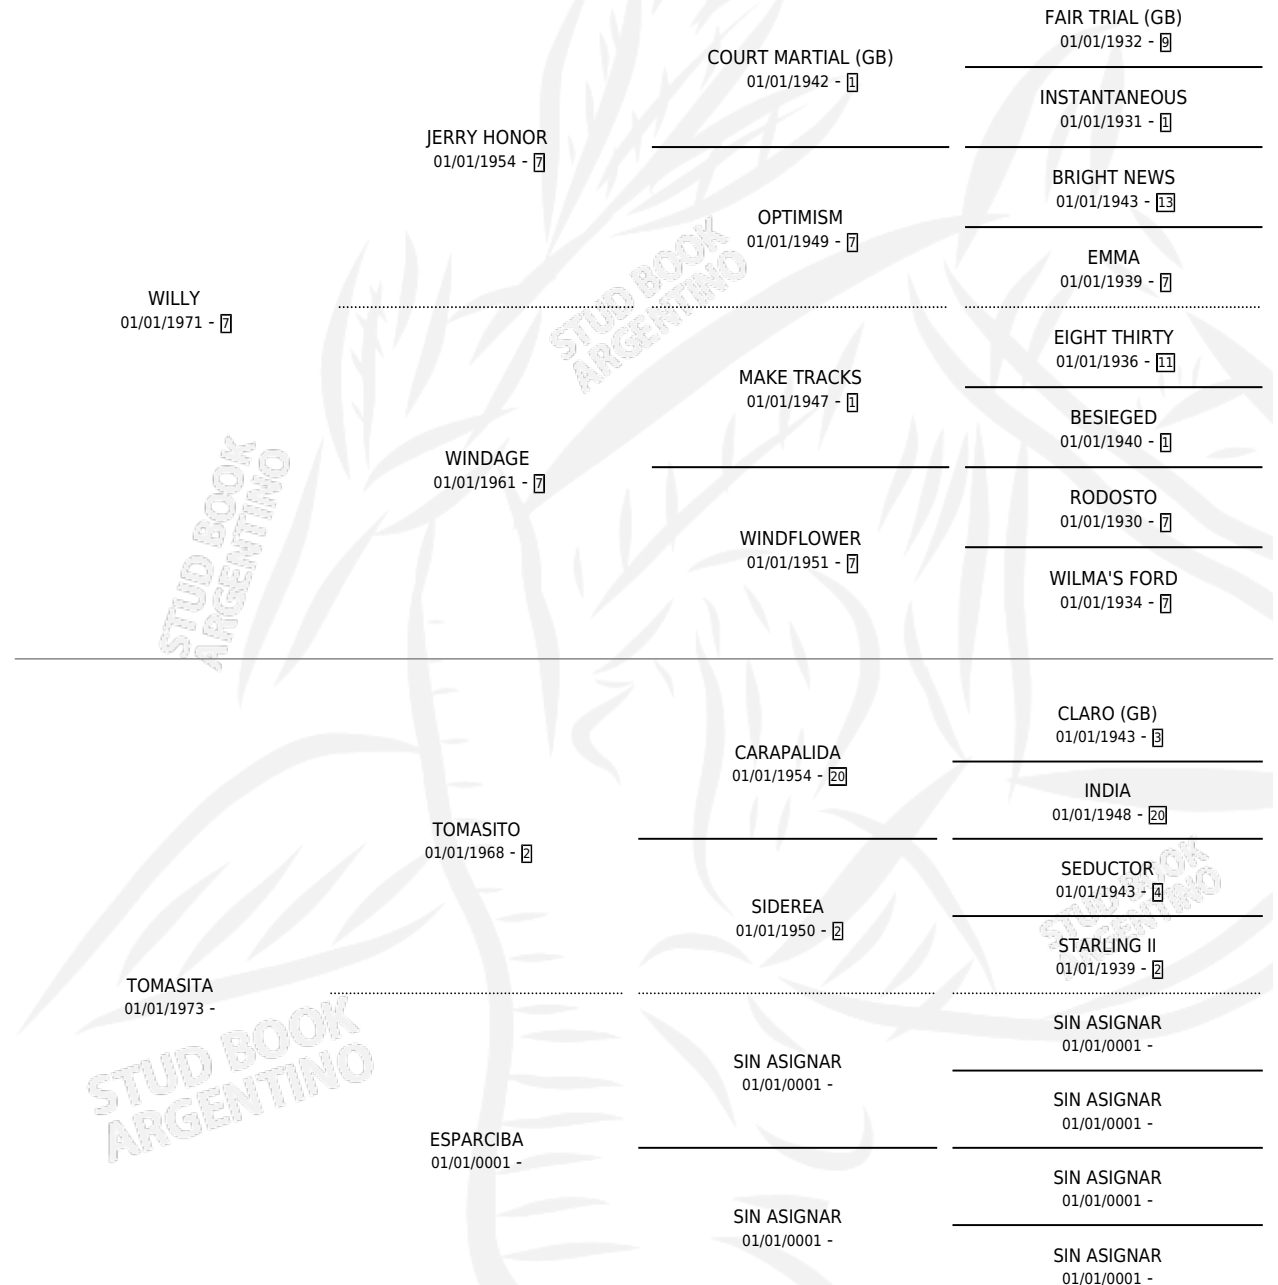 FAIR TRIAL (GB)
01/01/1932 - 9
COURT MARTIAL (GB)
01/01/1942 - 1
INSTANTANEOUS
01/01/1931 - 1
JERRY HONOR
01/01/1954 - 7
BRIGHT NEWS
01/01/1943 - 13
OPTIMISM
01/01/1949 - 7
EMMA
01/01/1939 - 7
WILLY
01/01/1971 - 7
EIGHT THIRTY
01/01/1936 - 11
MAKE TRACKS
01/01/1947 - 1
BESIEGED
01/01/1940 - 1
WINDAGE
01/01/1961 - 7
RODOSTO
01/01/1930 - 7
WINDFLOWER
01/01/1951 - 7
WILMA'S FORD
01/01/1934 - 7
CLARO (GB)
01/01/1943 - 3
CARAPALIDA
01/01/1954 - 20
INDIA
01/01/1948 - 20
TOMASITO
01/01/1968 - 2
SEDUCTOR
01/01/1943 - 4
SIDEREA
01/01/1950 - 2
STARLING II
01/01/1939 - 2
TOMASITA
01/01/1973 -
SIN ASIGNAR
01/01/0001 -
SIN ASIGNAR
01/01/0001 -
SIN ASIGNAR
01/01/0001 -
ESPARCIBA
01/01/0001 -
SIN ASIGNAR
01/01/0001 -
SIN ASIGNAR
01/01/0001 -
SIN ASIGNAR
01/01/0001 -
STUD BOOK
ARGENTINO
STUD BOOK
ARGENTINO
STUD BOOK
ARGENTINO
STUD BOOK
ARGENTINO